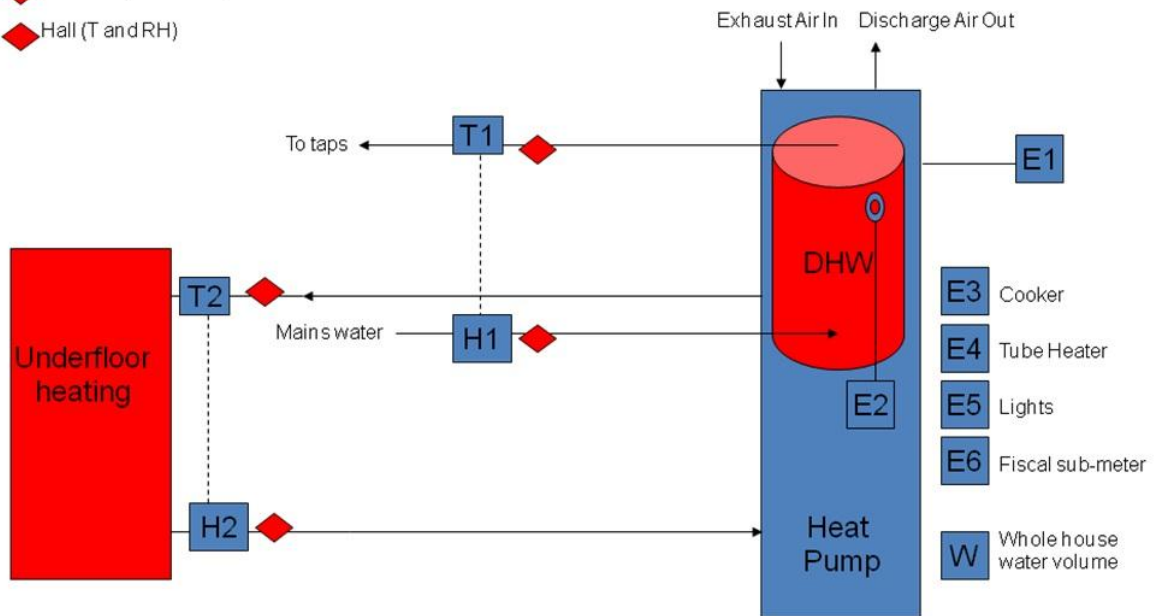 Hall (T and RH)
Exhaust Air In
Discharge Air Out
To taps
T1
E1
DHW
T2
E3
Cooker
Mains water
H1
Underfloor
heating
E4
Tube Heater
E2
E5
Lights
E6
Fiscal sub-meter
H2
Heat
Pump
W
Whole house
water volume